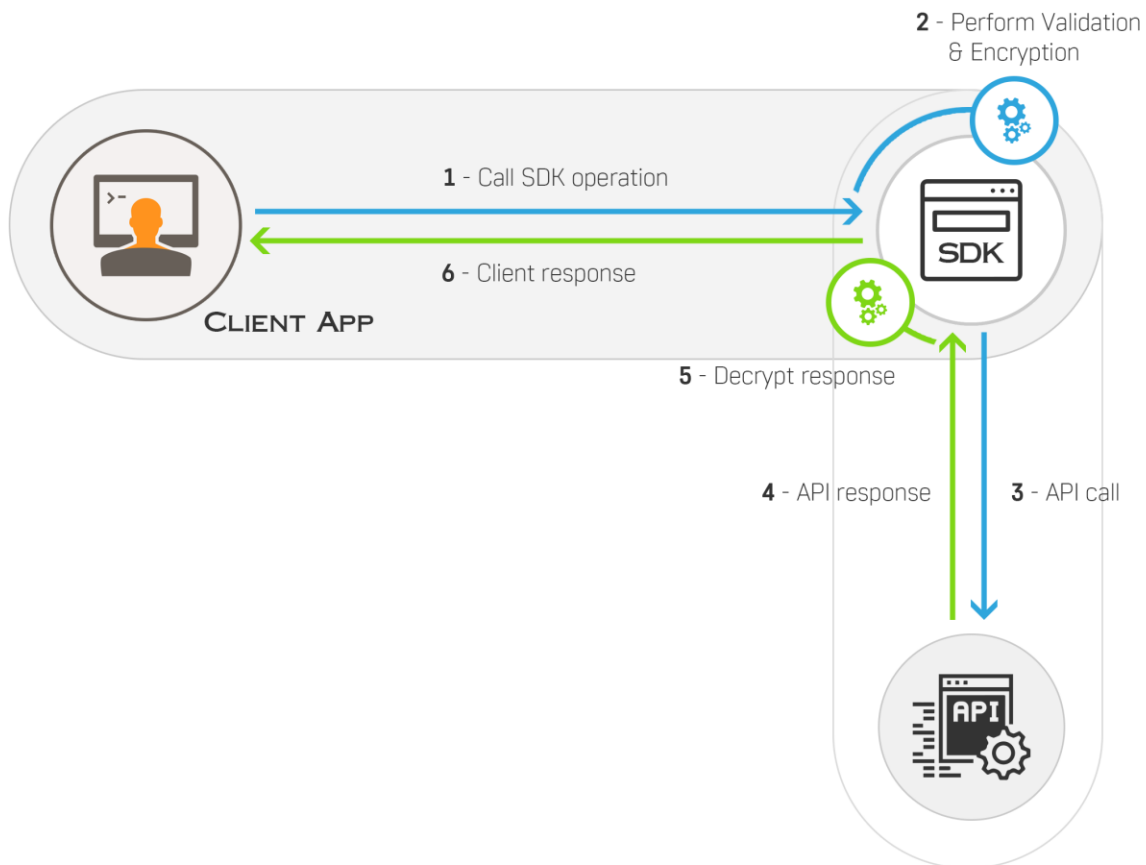 2 - Perform Validation
& Encryption
>-
1 - Call SDK operation
SDK
6 - Client response
CLIENT APP
5 - Decrypt response
4 - API response
3 - API call
API